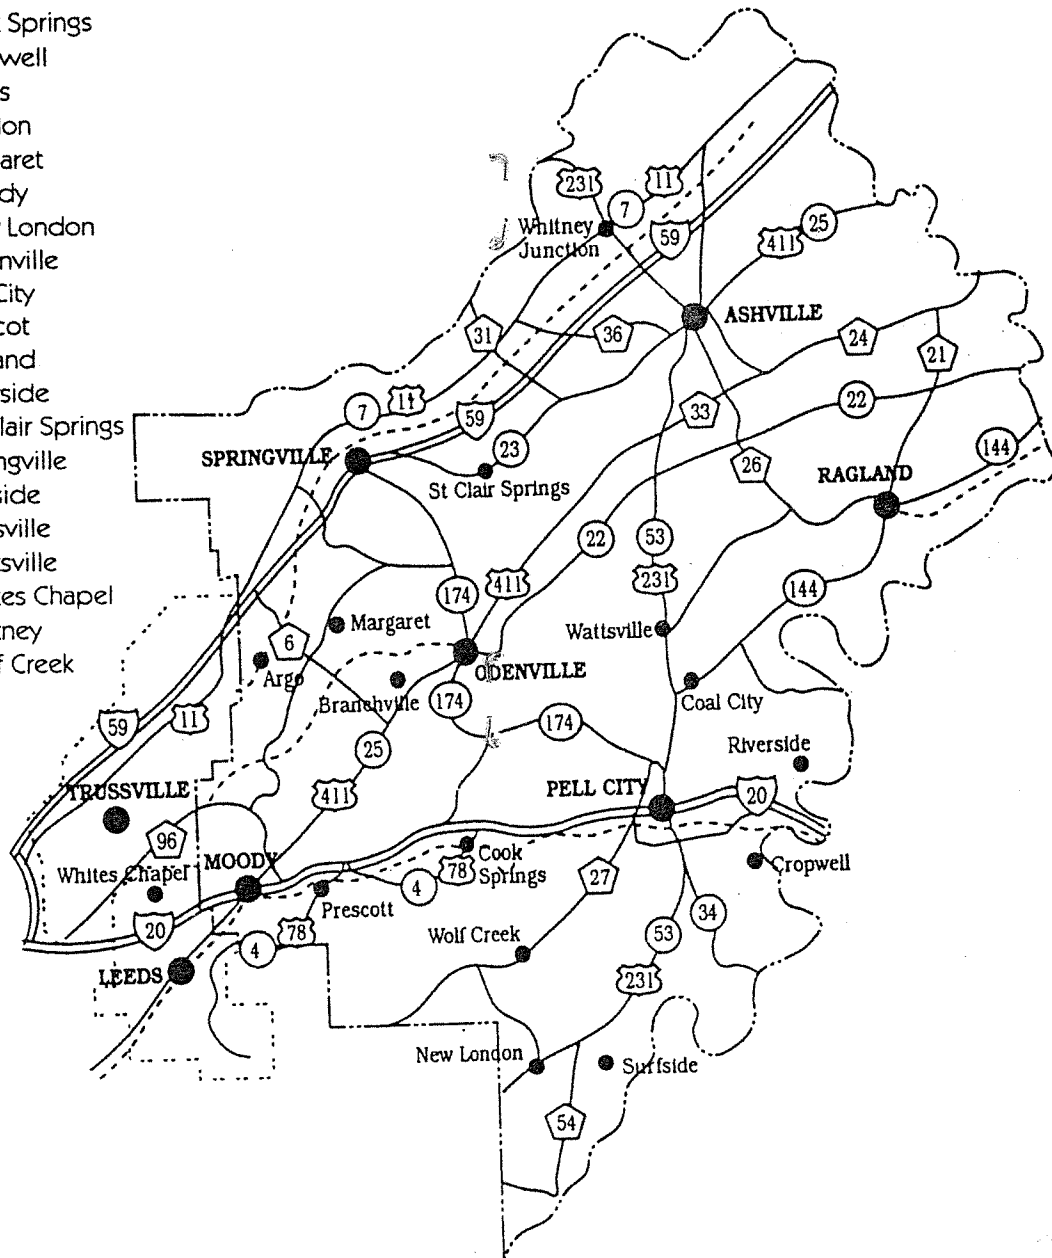 Springs
well
s
ion
aret
dy
London
nville
City
cot
and
side
lair Springs
ngville
side
sville
sville
es Chapel
ney
f Creek
231
11
7
Whitney
Junction
59
25
411
ASHVILLE
31
36
24
21
7
11
59
33
22
23
SPRINGVILLE
St Clair Springs
26
144
RAGLAND
22
53
174
411
231
144
Margaret
Wattsville
6
Argo
ODENVILLE
Branchville
174
Coal City
174
59
11
25
Riverside
411
PELL CITY
20
TRUSSVILLE
96
MOODY
Whites Chapel
Cook
Springs
78
4
Cropwell
27
Prescott
34
20
78
4
Wolf Creek
53
LEEDS
231
New London
Surfside
54